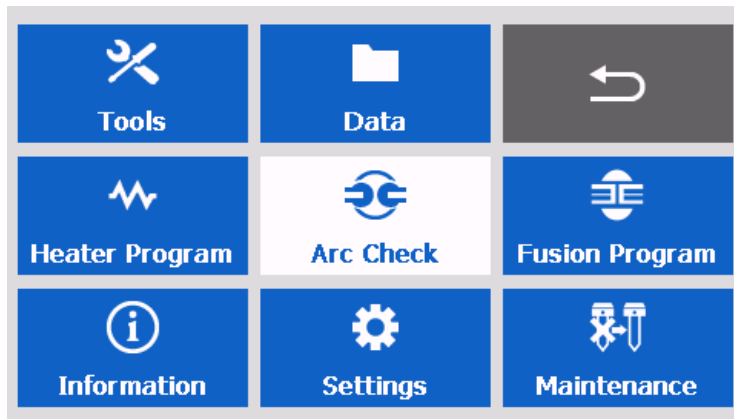 Tools
Data
Heater Program
Arc Check
Fusion Program
Information
Settings
Maintenance